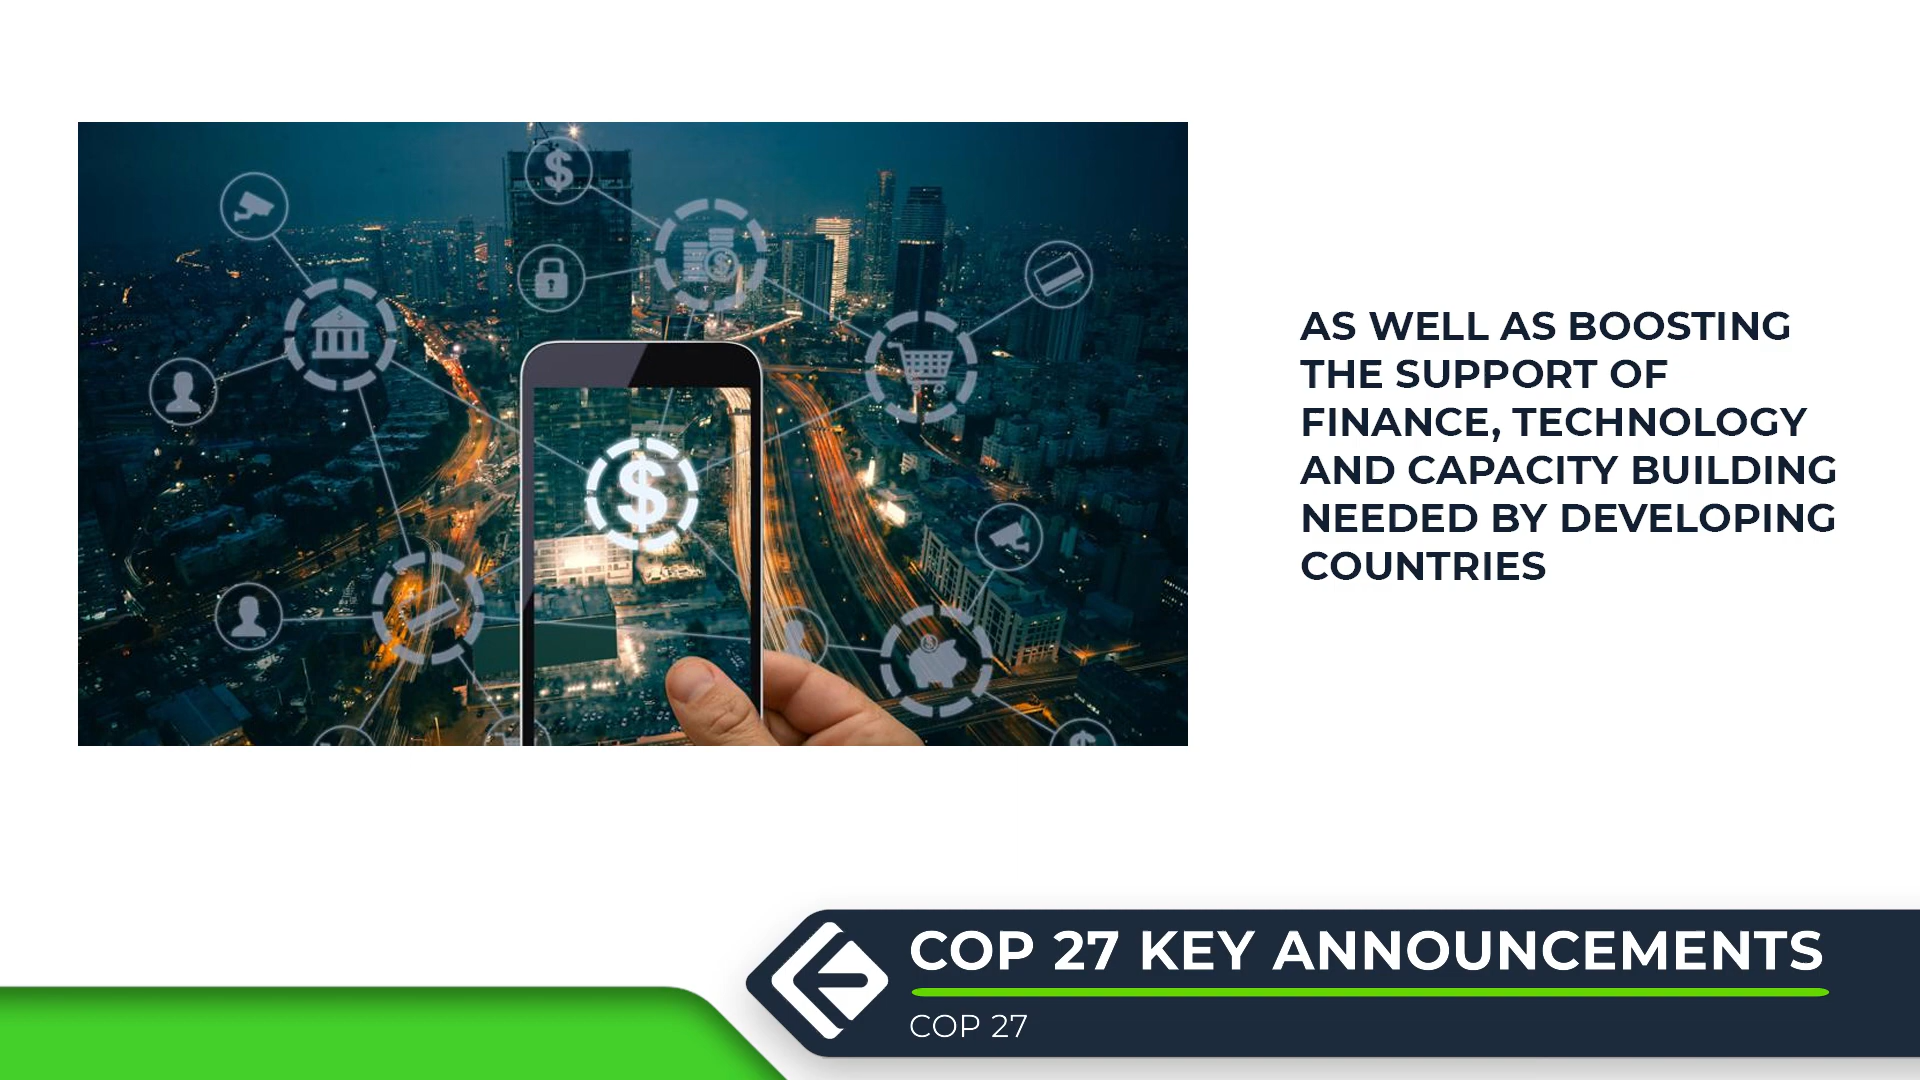 AS WELL AS BOOSTING
THE SUPPORT OF
FINANCE, TECHNOLOGY
AND CAPACITY BUILDING
NEEDED BY DEVELOPING
COUNTRIES
COP 27 KEY ANNOUNCEMENTS
COP 27